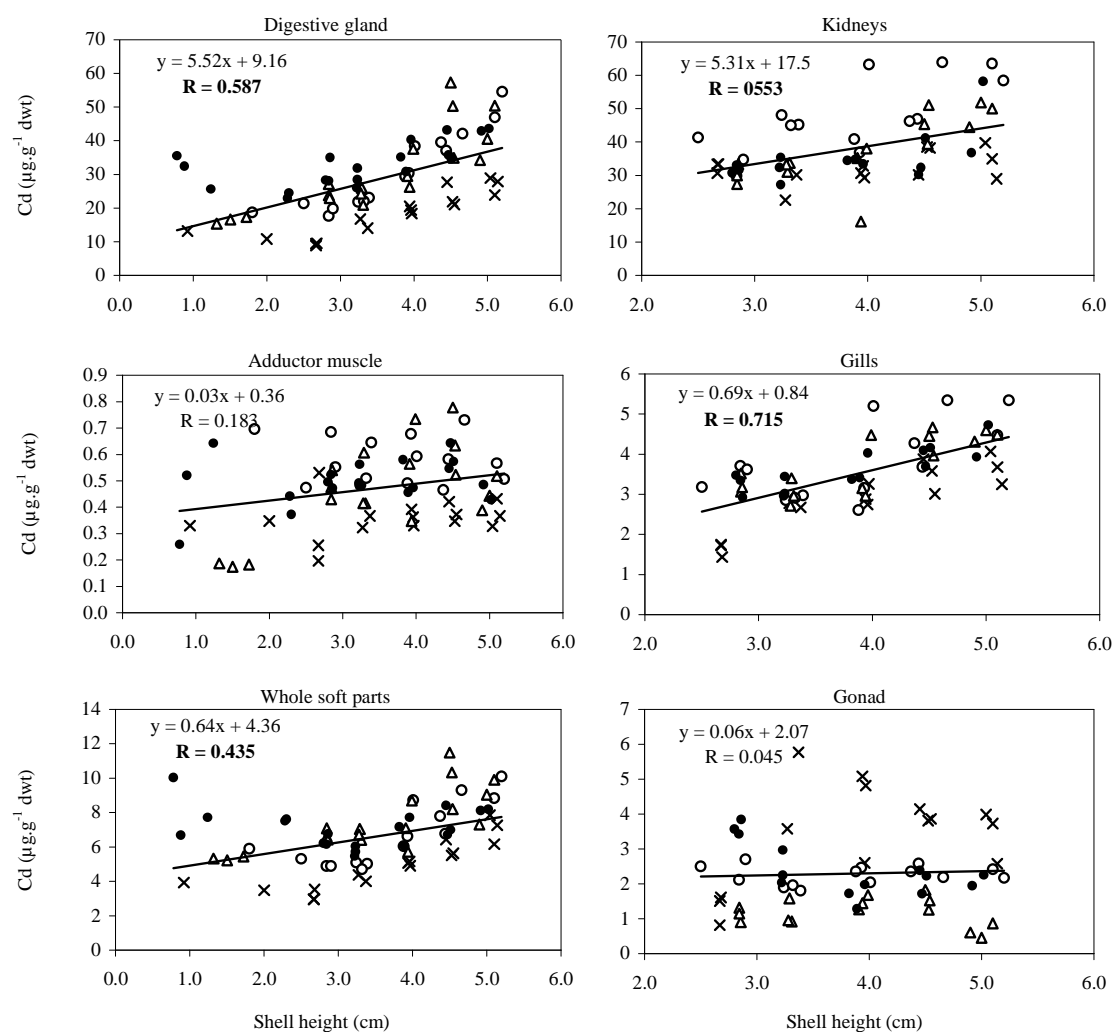 Digestive gland
y = 5.52x + 9.16
R = 0.587
Cd (µg.g⁻¹ dwt)
70
60
50
40
30
20
10
0
0.0 1.0 2.0 3.0 4.0 5.0 6.0
Kidneys
y = 5.31x + 17.5
R = 0553
70
60
50
40
30
20
10
0
2.0 3.0 4.0 5.0 6.0
Adductor muscle
y = 0.03x + 0.36
R = 0.183
Cd (µg.g⁻¹ dwt)
0.9
0.8
0.7
0.6
0.5
0.4
0.3
0.2
0.1
0.0
0.0 1.0 2.0 3.0 4.0 5.0 6.0
Gills
y = 0.69x + 0.84
R = 0.715
6
5
4
3
2
1
0
2.0 3.0 4.0 5.0 6.0
Whole soft parts
y = 0.64x + 4.36
R = 0.435
Cd (µg.g⁻¹ dwt)
14
12
10
8
6
4
2
0
0.0 1.0 2.0 3.0 4.0 5.0 6.0
Shell height (cm)
Gonad
y = 0.06x + 2.07
R = 0.045
7
6
5
4
3
2
1
0
2.0 3.0 4.0 5.0 6.0
Shell height (cm)